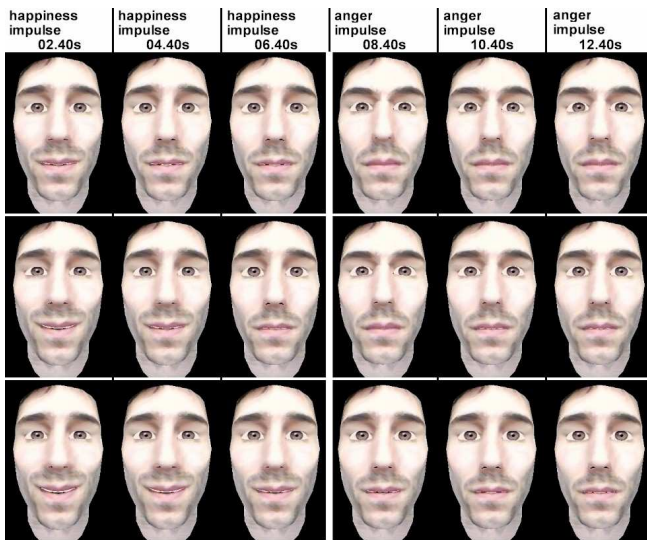 happiness
impulse
02.40s
happiness
impulse
04.40s
happiness
impulse
06.40s
anger
impulse
08.40s
anger
impulse
10.40s
anger
impulse
12.40s